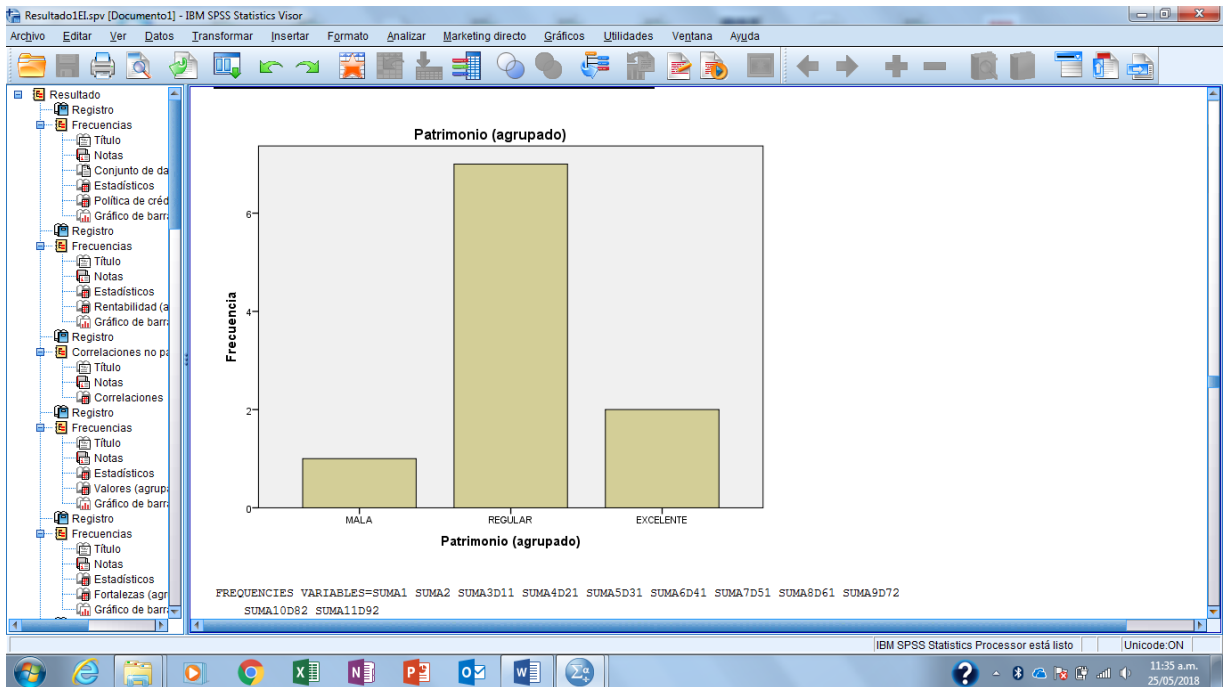 Resultado1EI.spv [Documento1] - IBM SPSS Statistics Visor
Archivo Editar Ver Datos Transformar Insertar Formato Analizar Marketing directo Gráficos Utilidades Ventana Ayuda
Resultado
Registro
Frecuencias
Título
Notas
Conjunto de da
Estadísticos
Política de créd
Gráfico de barr
Registro
Frecuencias
Título
Notas
Estadísticos
Rentabilidad (a
Gráfico de barr
Registro
Correlaciones no pa
Título
Notas
Correlaciones
Registro
Frecuencias
Título
Notas
Estadísticos
Valores (agrup
Gráfico de barr
Registro
Frecuencias
Título
Notas
Estadísticos
Fortalezas (agr
Gráfico de barr
Patrimonio (agrupado)
Frecuencia
6
4
2
0
MALA REGULAR EXCELENTE
Patrimonio (agrupado)
FREQUENCIES VARIABLES=SUMA1 SUMA2 SUMA3D11 SUMA4D21 SUMA5D31 SUMA6D41 SUMA7D51 SUMA8D61 SUMA9D72
SUMA10D82 SUMA11D92
IBM SPSS Statistics Processor está listo Unicode:ON
11:35 a.m.
25/05/2018